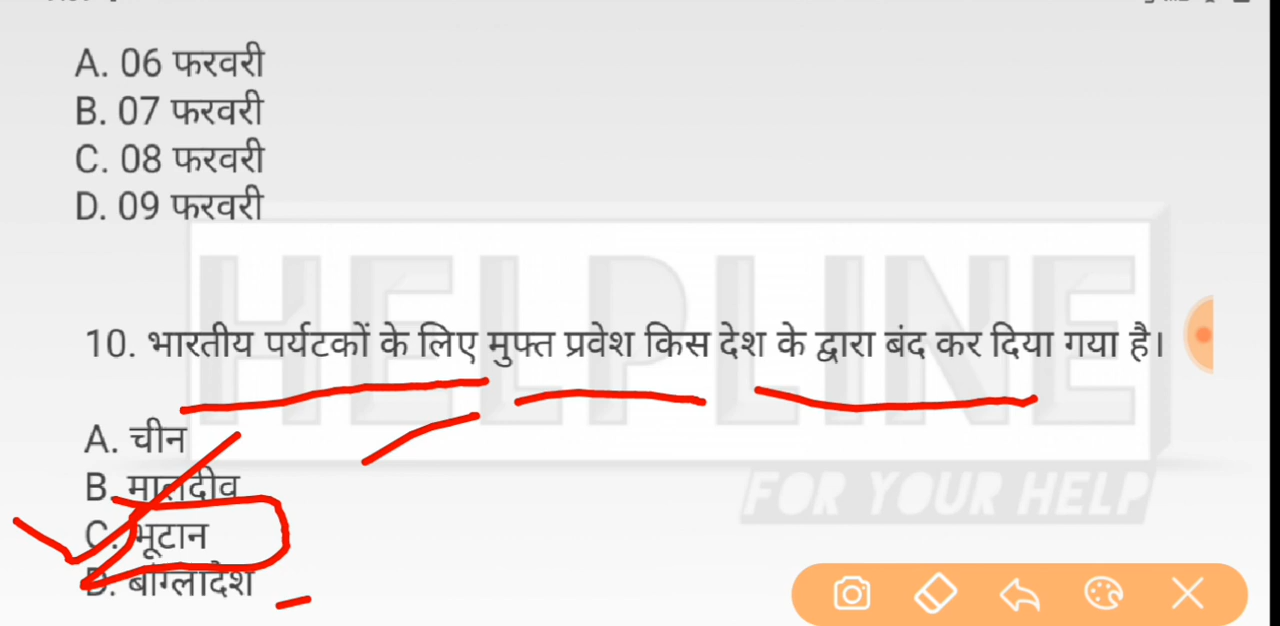 A. 06 फरवरी
B. 07 फरवरी
C. 08 फरवरी
D. 09 फरवरी
HELPLINE
10. भारतीय पर्यटकों के लिए मुफ्त प्रवेश किस देश के द्वारा बंद कर दिया गया है।
A. चीन
B. मालदीव
FOR YOUR HELP
C. भूटान
D. बांग्लादेश